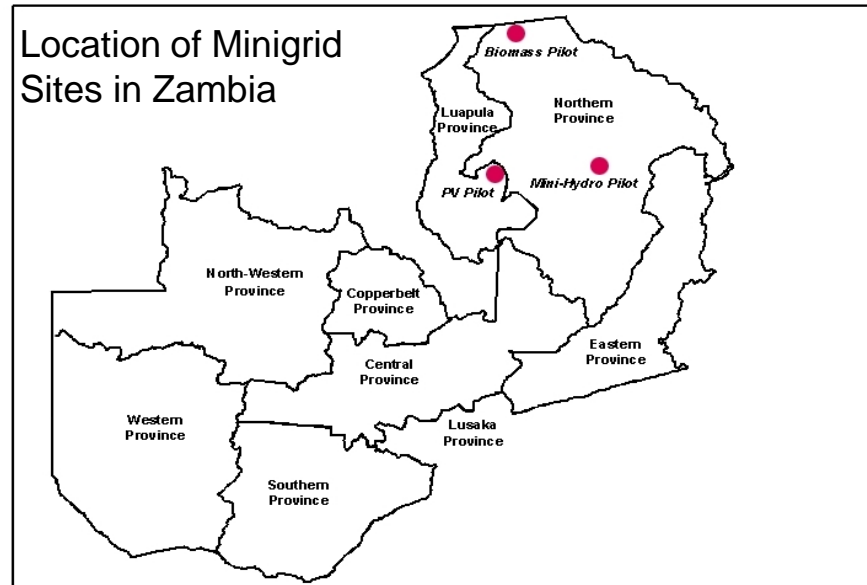 Location of Minigrid
Sites in Zambia
Biomass Pilot
Luapula
Province
Northern
Province
PV Pilot
Mini-Hydro Pilot
North-Western
Province
Copperbelt
Province
Central
Province
Eastern
Province
Western
Province
Lusaka
Province
Southern
Province